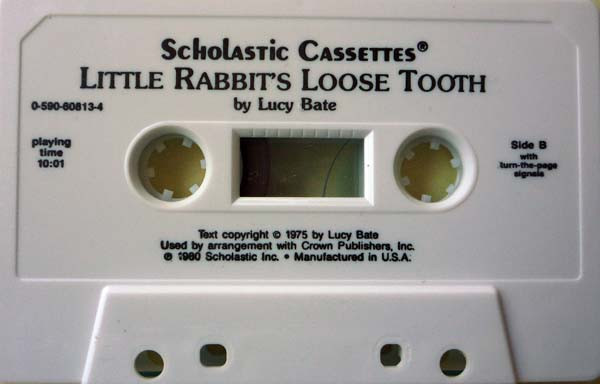 Scholastic Cassettes®
Little Rabbit's Loose Tooth
by Lucy Bate
0-590-60813-4
playing
time
10:01
Side B
with
turn-the-page
signals
Text copyright © 1975 by Lucy Bate
Used by arrangement with Crown Publishers, Inc.
℗ 1980 Scholastic Inc. • Manufactured in U.S.A.